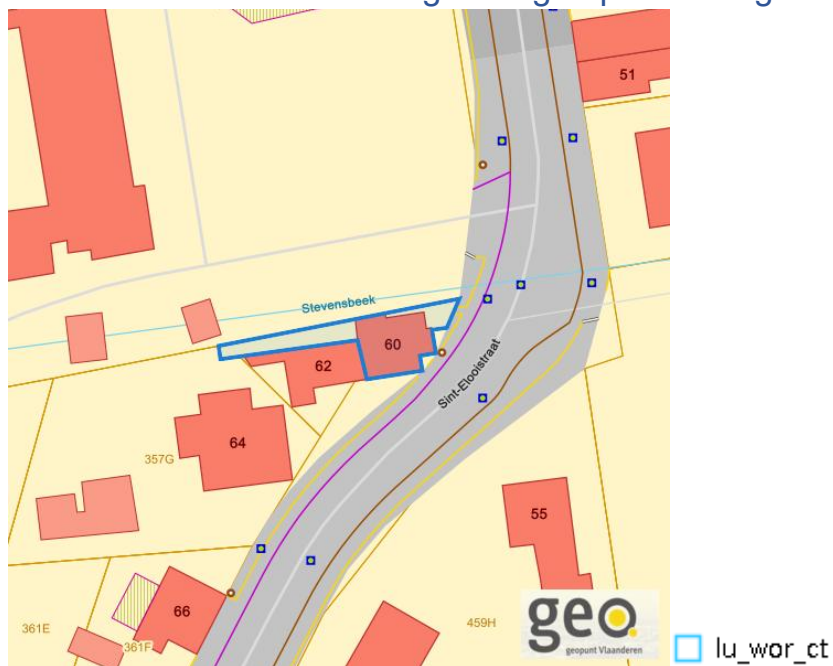 51
Stevensbeek
60
62
Sint-Elooistraat
64
357G
55
66
361E
361F
459H
geo
geopunt Vlaanderen
lu_wor_ct